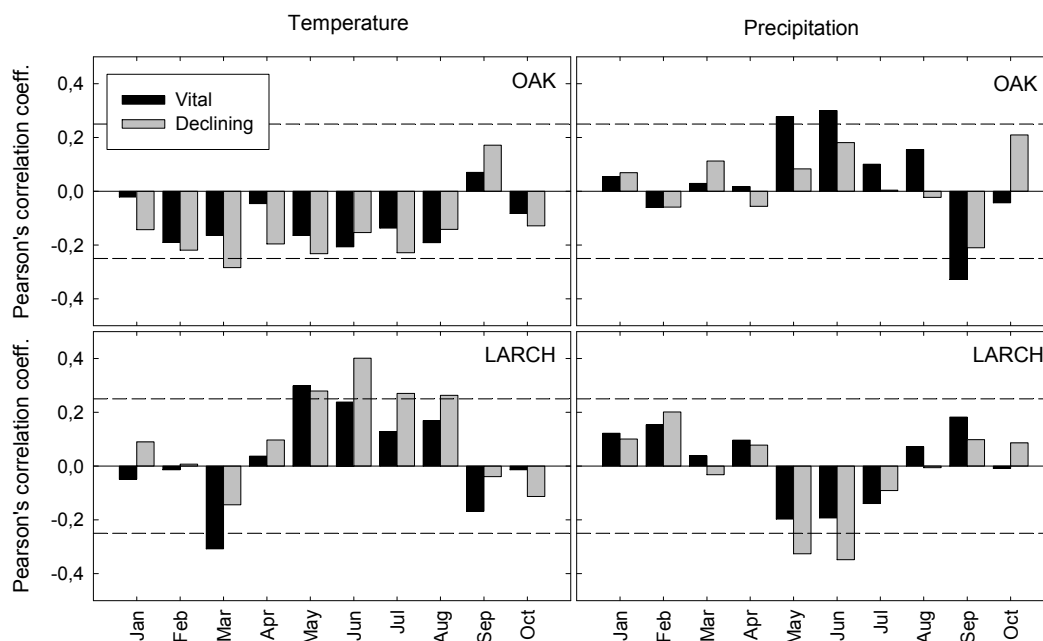 Temperature
Precipitation
Pearson's correlation coeff.
0,4
0,2
0,0
-0,2
-0,4
Vital
Declining
OAK
OAK
Pearson's correlation coeff.
0,4
0,2
0,0
-0,2
-0,4
LARCH
LARCH
Jan Feb Mar Apr May Jun Jul Aug Sep Oct
Jan Feb Mar Apr May Jun Jul Aug Sep Oct